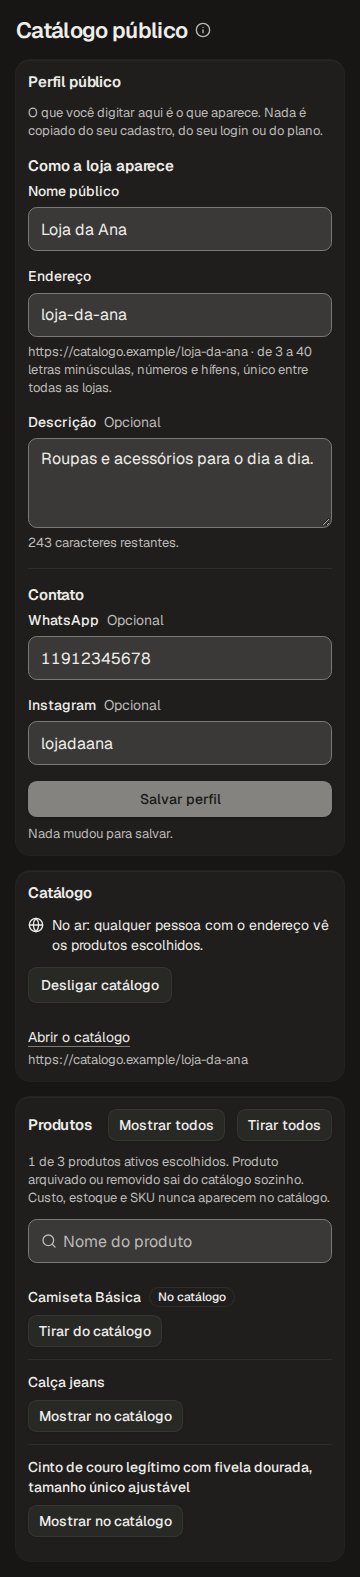 Catálogo público
Perfil público
O que você digitar aqui é o que aparece. Nada é
copiado do seu cadastro, do seu login ou do plano.
Como a loja aparece
Nome público
Loja da Ana
Endereço
loja-da-ana
https://catalogo.example/loja-da-ana · de 3 a 40
letras minúsculas, números e hífens, único entre
todas as lojas.
Descrição Opcional
Roupas e acessórios para o dia a dia.
243 caracteres restantes.
Contato
WhatsApp Opcional
11912345678
Instagram Opcional
lojadaana
Salvar perfil
Nada mudou para salvar.
Catálogo
No ar: qualquer pessoa com o endereço vê
os produtos escolhidos.
Desligar catálogo
Abrir o catálogo
https://catalogo.example/loja-da-ana
Produtos Mostrar todos Tirar todos
1 de 3 produtos ativos escolhidos. Produto
arquivado ou removido sai do catálogo sozinho.
Custo, estoque e SKU nunca aparecem no catálogo.
Nome do produto
Camiseta Básica No catálogo
Tirar do catálogo
Calça jeans
Mostrar no catálogo
Cinto de couro legítimo com fivela dourada,
tamanho único ajustável
Mostrar no catálogo